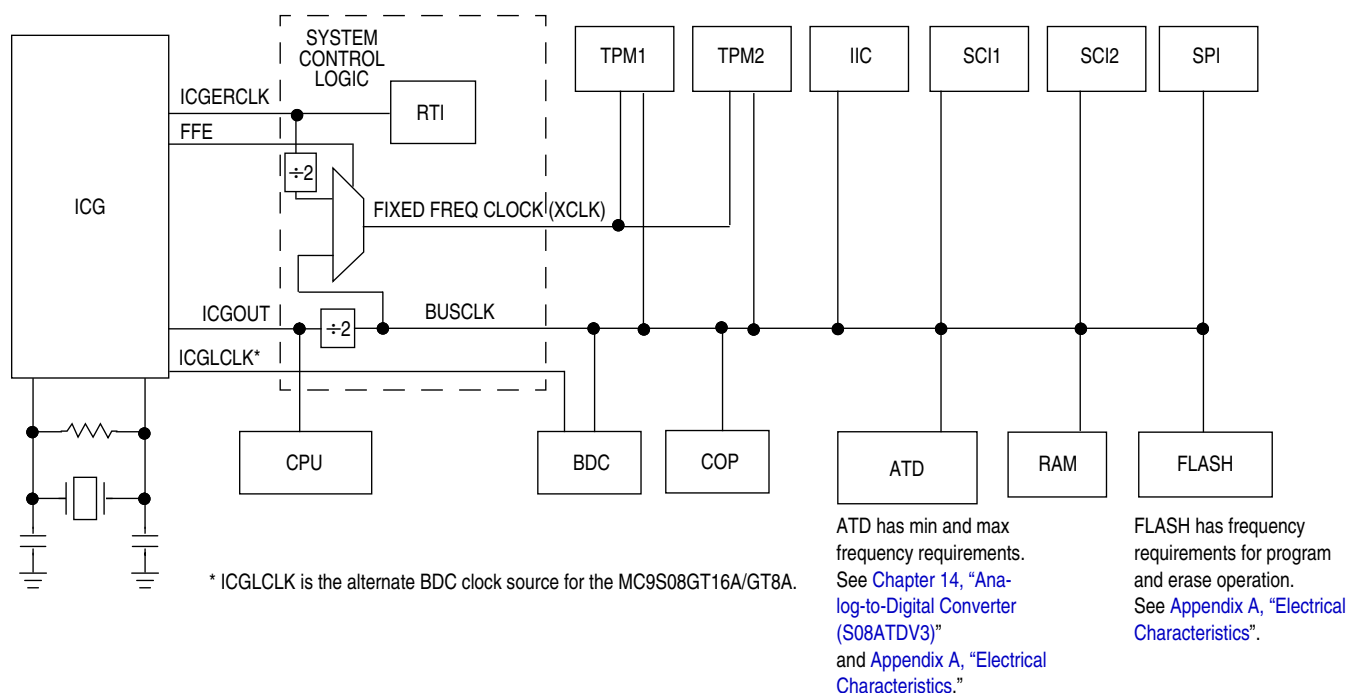 SYSTEM
CONTROL
LOGIC
TPM1
TPM2
IIC
SCI1
SCI2
SPI
ICGERCLK
RTI
FFE
÷2
ICG
FIXED FREQ CLOCK (XCLK)
ICGOUT
÷2
BUSCLK
ICGLCLK*
CPU
BDC
COP
ATD
RAM
FLASH
ATD has min and max
frequency requirements.
See Chapter 14, “Ana-
log-to-Digital Converter
(S08ATDV3)”
and Appendix A, “Electrical
Characteristics.”
FLASH has frequency
requirements for program
and erase operation.
See Appendix A, “Electrical
Characteristics”.
* ICGLCLK is the alternate BDC clock source for the MC9S08GT16A/GT8A.